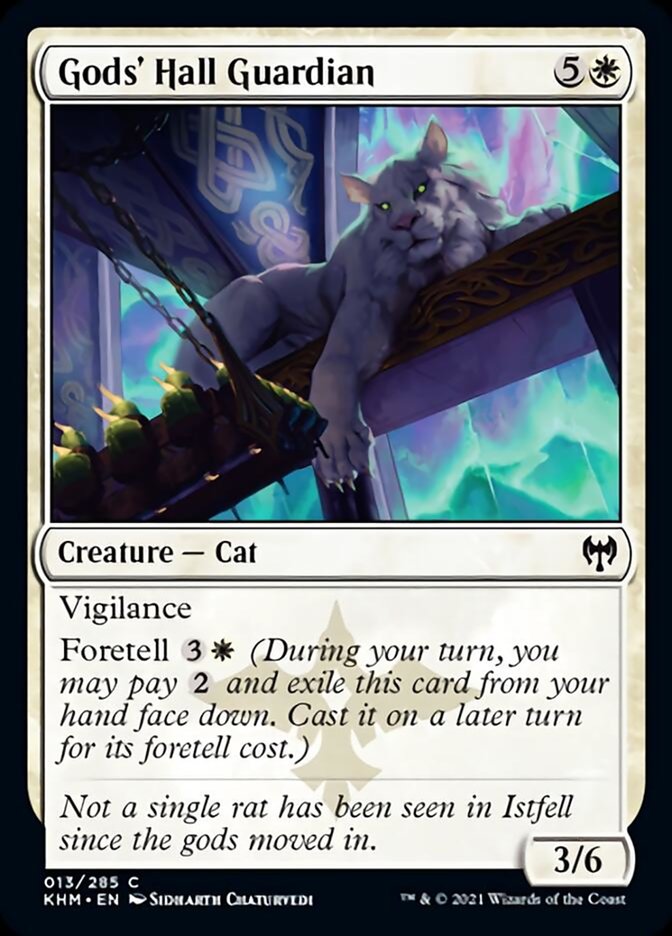 Gods' Hall Guardian 5
Creature — Cat
Vigilance
Foretell 3 (During your turn, you
may pay 2 and exile this card from your
hand face down. Cast it on a later turn
for its foretell cost.)
Not a single rat has been seen in Istfell
since the gods moved in.
3/6
013/285 C
KHM • EN Sidharth Chaturvedi
™ & © 2021 Wizards of the Coast